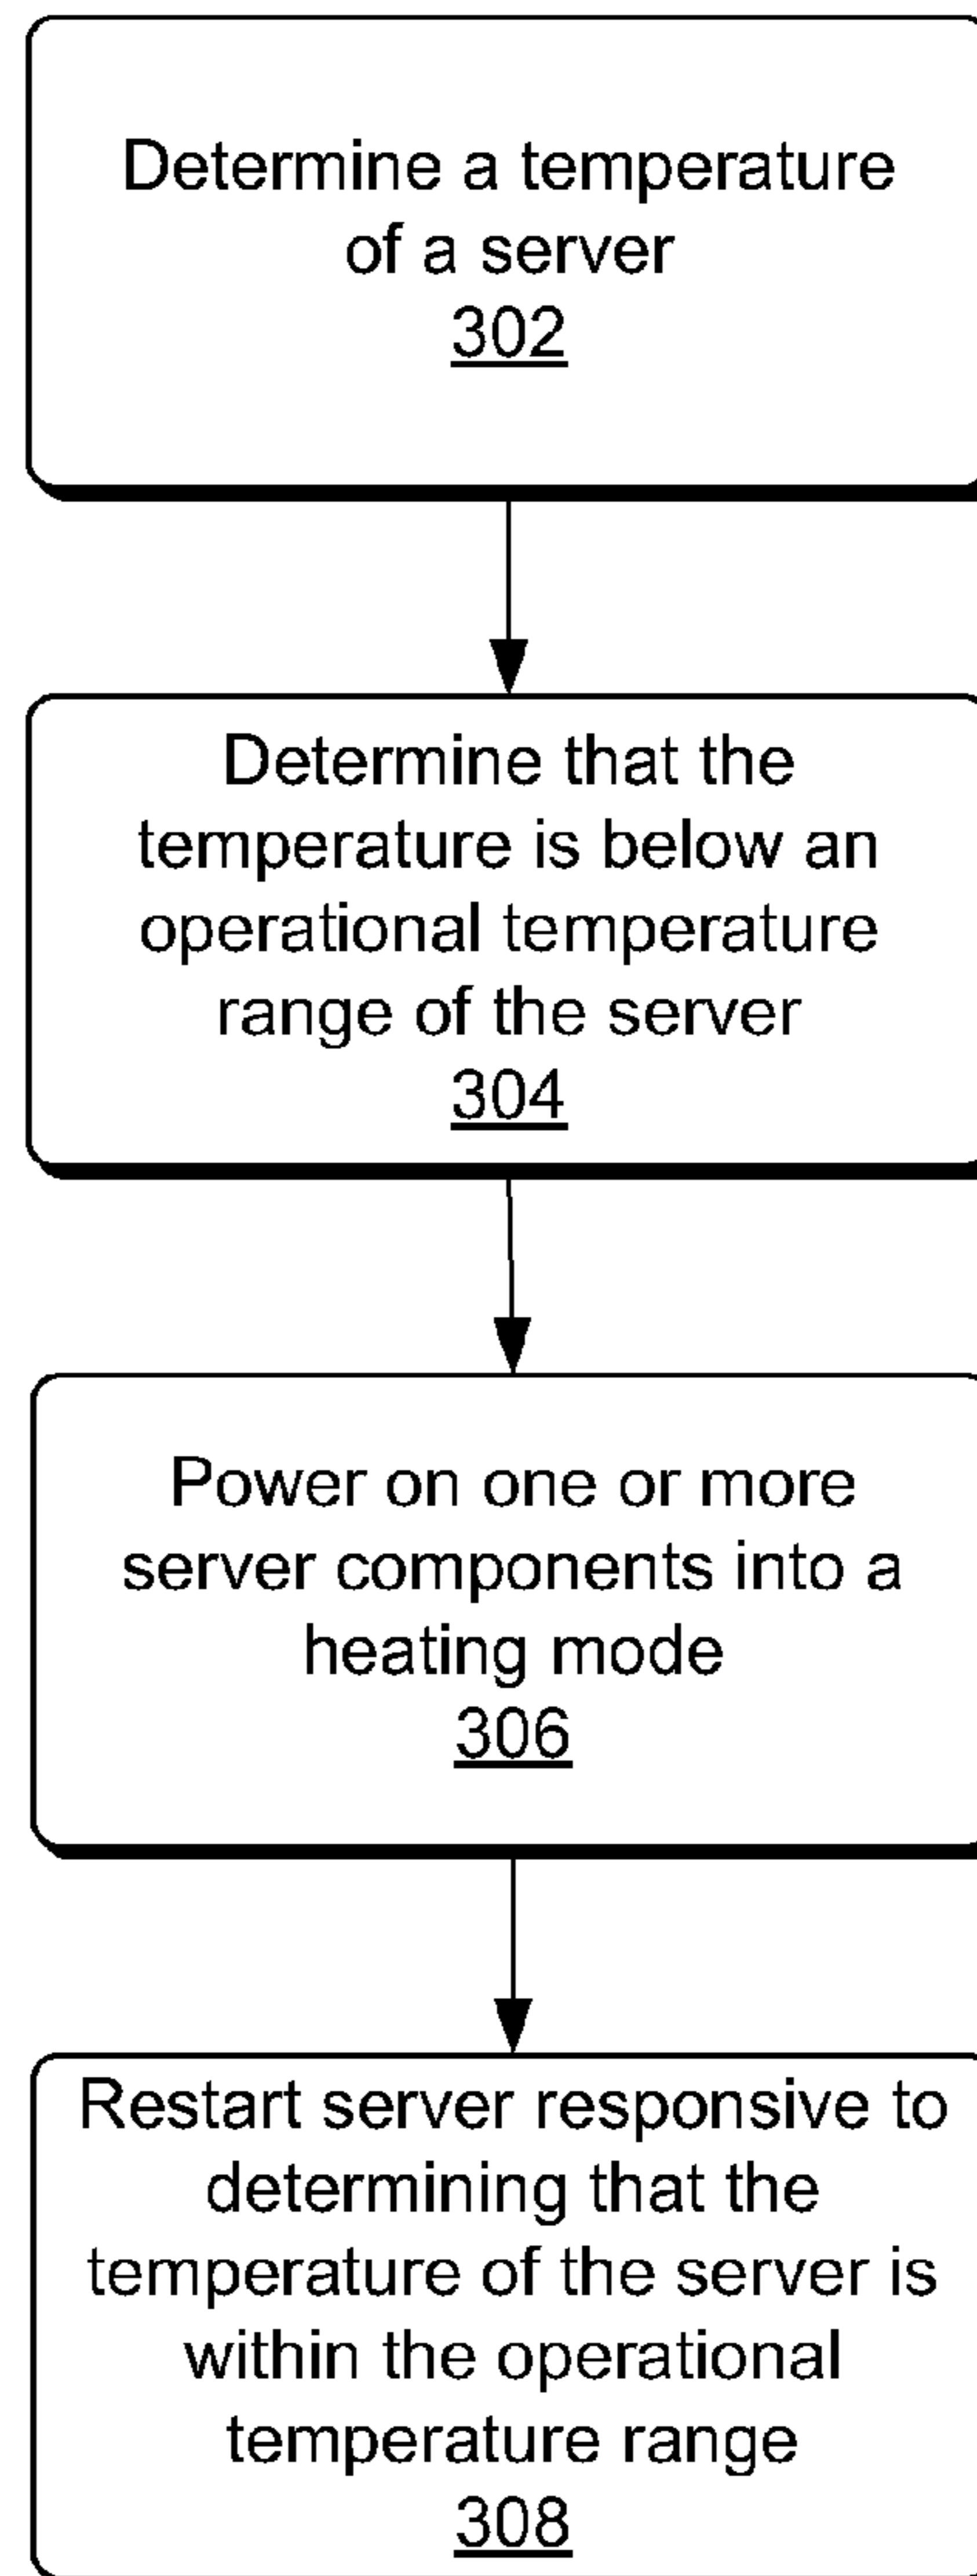 Determine a temperature
of a server
302
Determine that the
temperature is below an
operational temperature
range of the server
304
Power on one or more
server components into a
heating mode
306
Restart server responsive to
determining that the
temperature of the server is
within the operational
temperature range
308